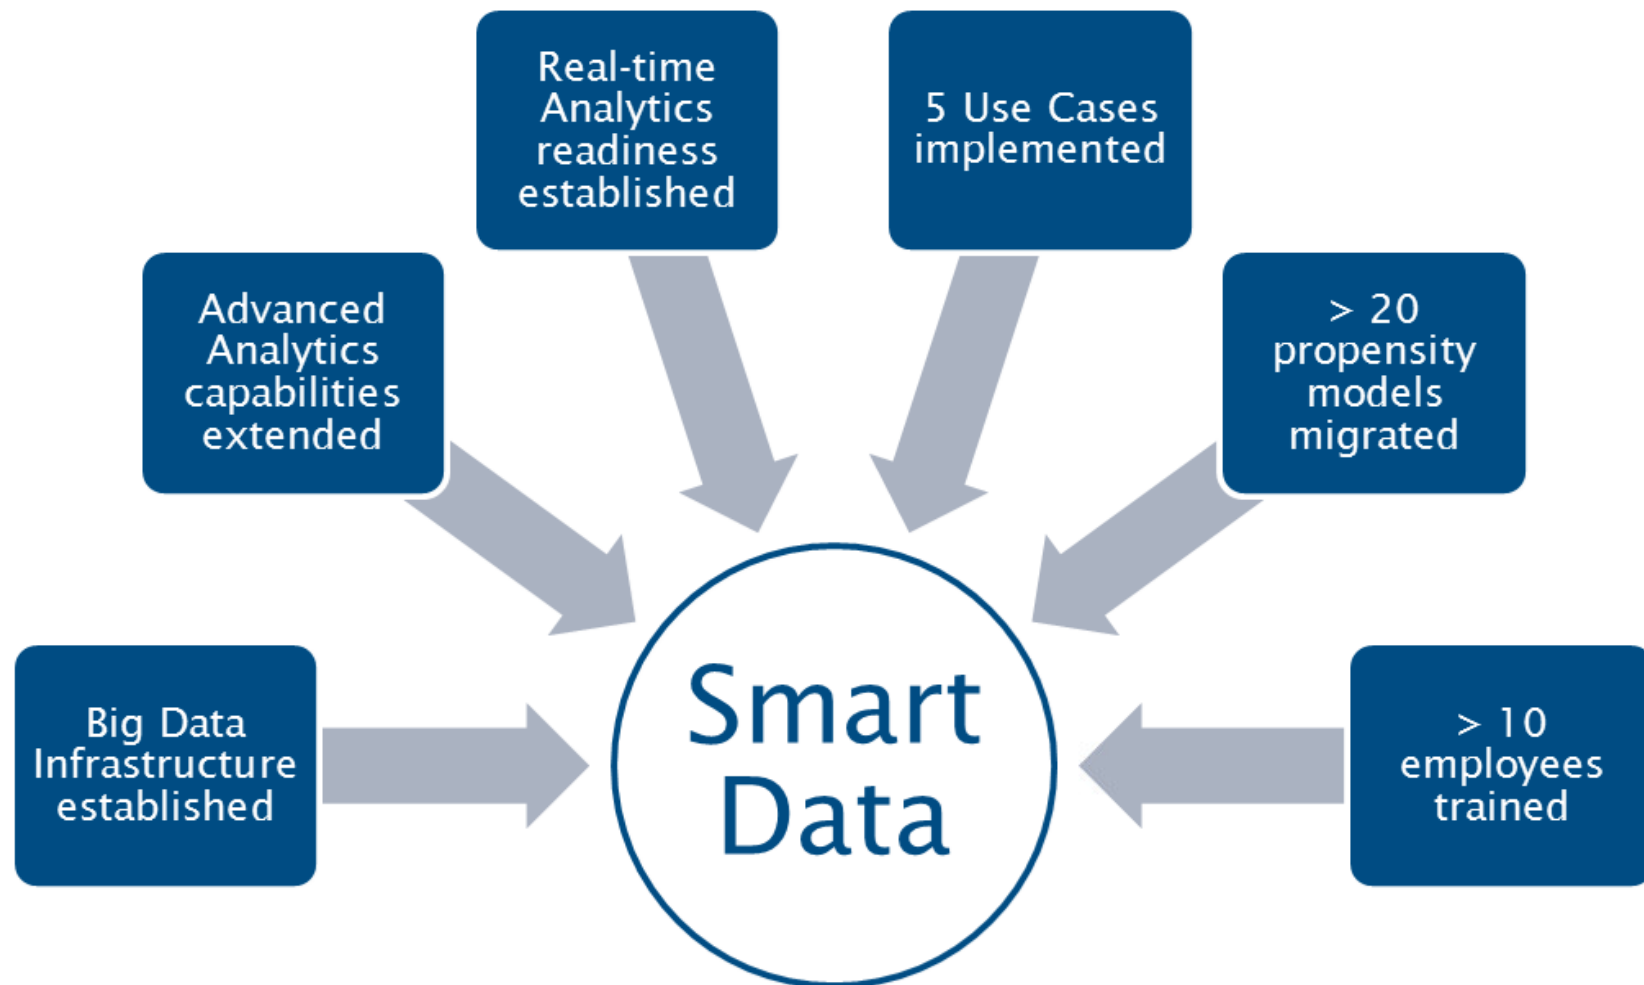 Real-time
Analytics
readiness
established
5 Use Cases
implemented
Advanced
Analytics
capabilities
extended
> 20
propensity
models
migrated
Big Data
Infrastructure
established
Smart
Data
> 10
employees
trained